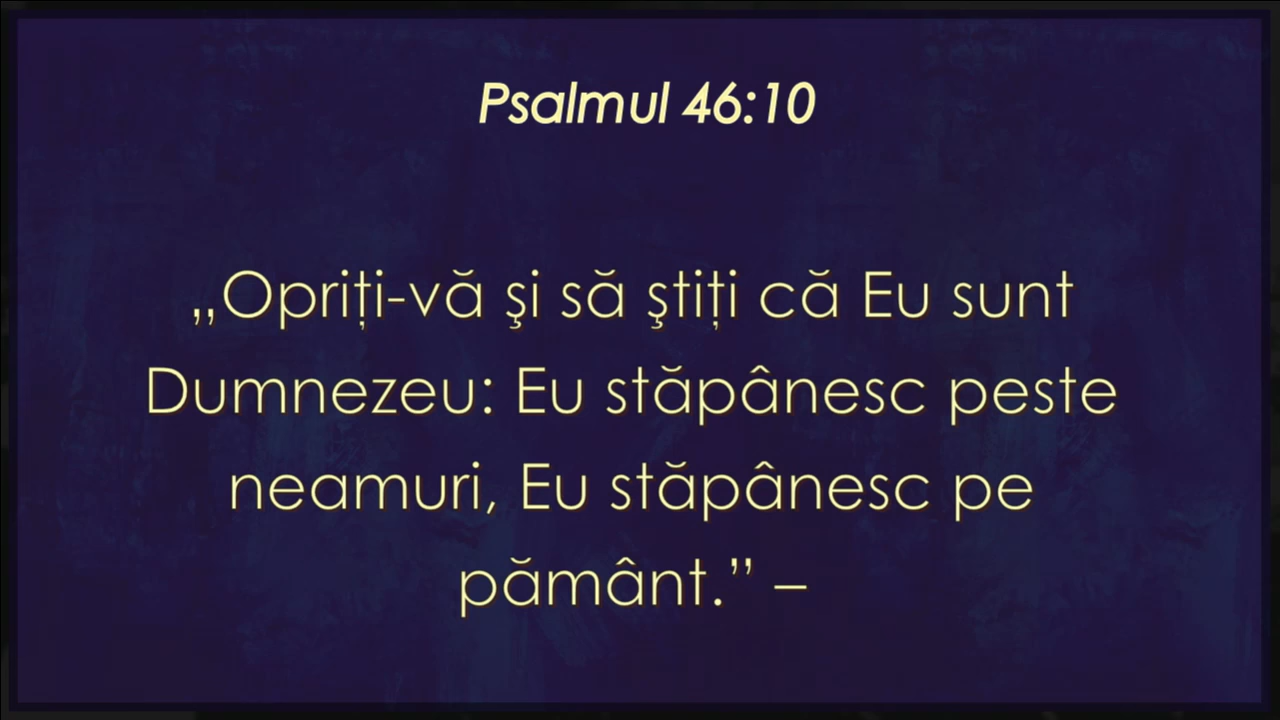 Psalmul 46:10
„Opriți-vă şi să ştiți că Eu sunt
Dumnezeu: Eu stăpânesc peste
neamuri, Eu stăpânesc pe
pământ.” –